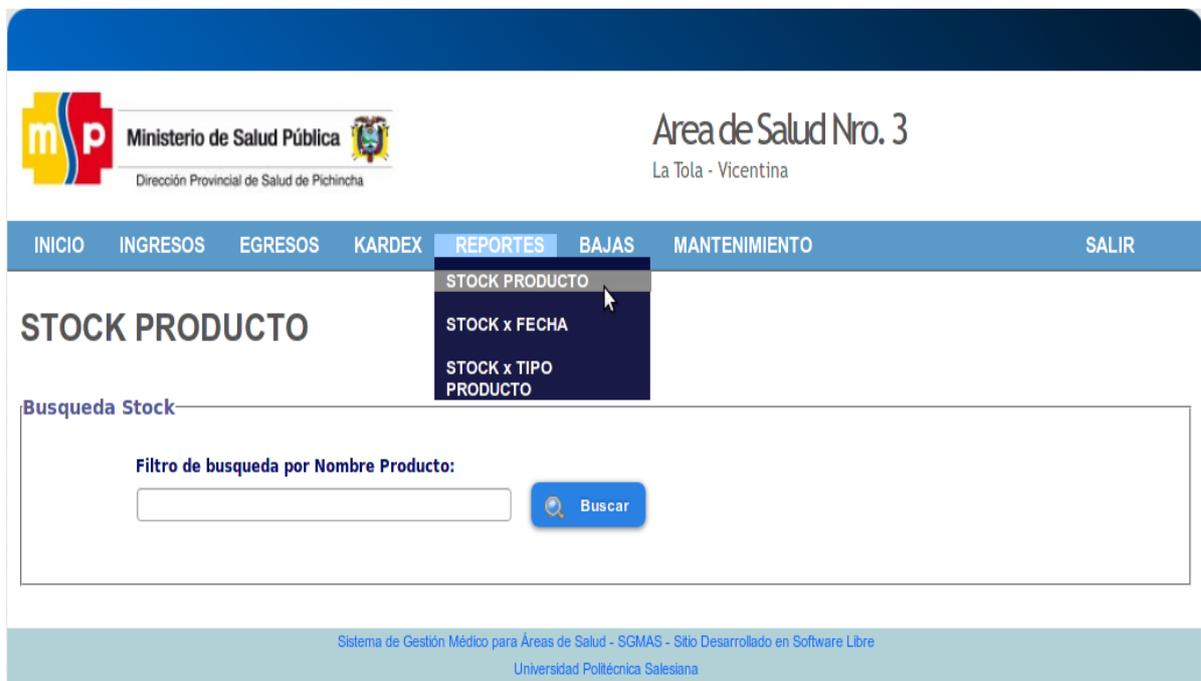 msp
Ministerio de Salud Pública
Dirección Provincial de Salud de Pichincha
Area de Salud Nro. 3
La Tola - Vicentina
INICIO INGRESOS EGRESOS KARDEX REPORTES BAJAS MANTENIMIENTO SALIR
STOCK PRODUCTO
STOCK x FECHA
STOCK x TIPO
PRODUCTO
STOCK PRODUCTO
Busqueda Stock
Filtro de busqueda por Nombre Producto:
Buscar
Sistema de Gestión Médico para Áreas de Salud - SGMAS - Sitio Desarrollado en Software Libre
Universidad Politécnica Salesiana